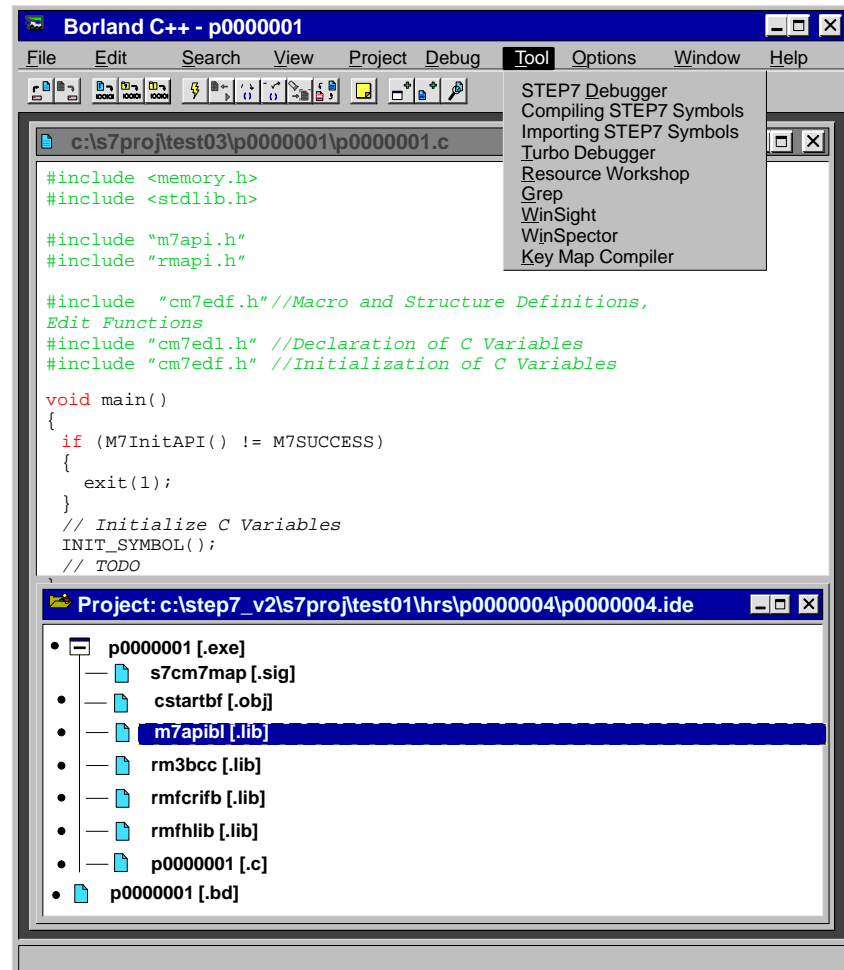 Borland C++ - p0000001
File Edit Search View Project Debug Tool Options Window Help
STEP7 Debugger
Compiling STEP7 Symbols
Importing STEP7 Symbols
Turbo Debugger
Resource Workshop
Grep
WinSight
WinSpector
Key Map Compiler
c:\s7proj\test03\p0000001\p0000001.c
#include <memory.h>
#include <stdlib.h>
#include “m7api.h”
#include ”rmapi.h”
#include ”cm7edf.h”//Macro and Structure Definitions,
Edit Functions
#include ”cm7ed1.h” //Declaration of C Variables
#include ”cm7edf.h” //Initialization of C Variables
void main()
{
if (M7InitAPI() != M7SUCCESS)
{
exit(1);
}
// Initialize C Variables
INIT_SYMBOL();
// TODO
Project: c:\step7_v2\s7proj\test01\hrs\p0000004\p0000004.ide
p0000001 [.exe]
s7cm7map [.sig]
cstartbf [.obj]
m7apibl [.lib]
rm3bcc [.lib]
rmfcrifb [.lib]
rmfhlib [.lib]
p0000001 [.c]
p0000001 [.bd]